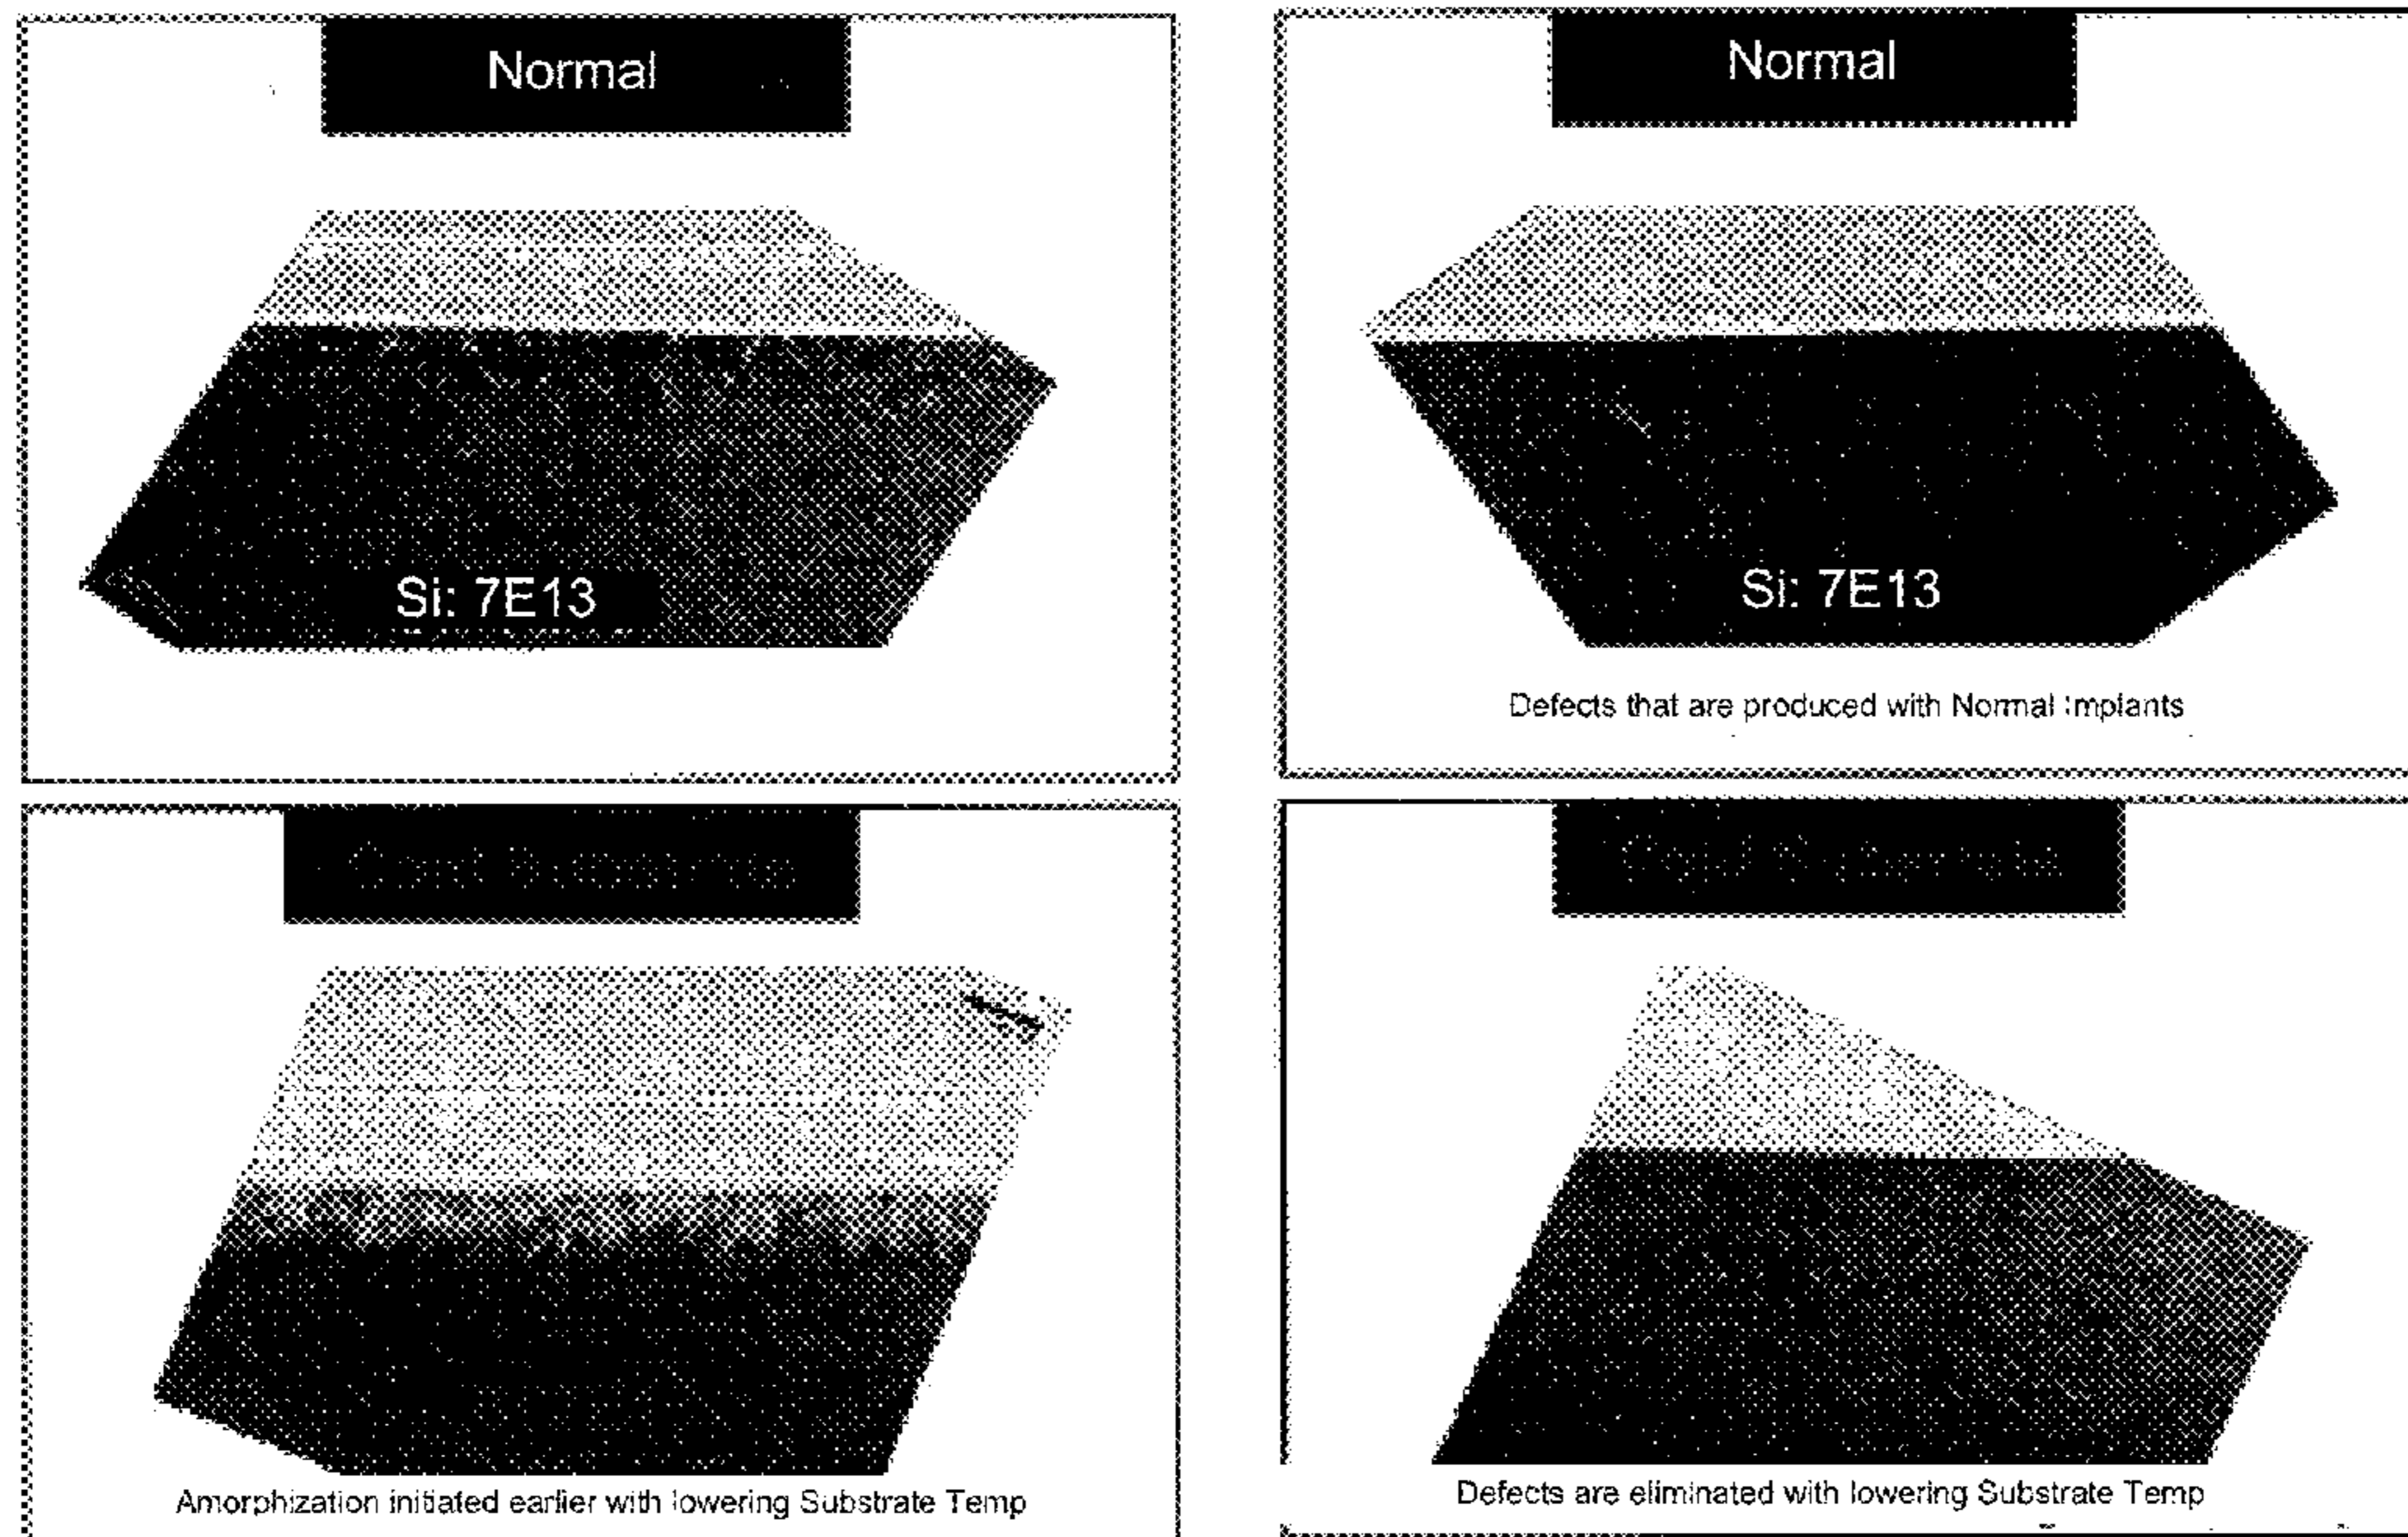 Normal
Normal
Si: 7E13
Si: 7E13
Defects that are produced with Normal Implants
Amorphization initiated earlier with lowering Substrate Temp
Defects are eliminated with lowering Substrate Temp